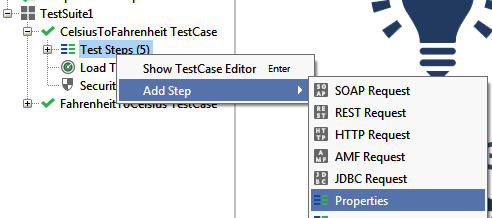 TestSuite1
CelsiusToFahrenheit TestCase
Test Steps (5)
Load T
Securit
FahrenheitToCelsius TestCase
Show TestCase Editor Enter
Add Step
SOAP Request
REST Request
HTTP Request
AMF Request
JDBC Request
Properties